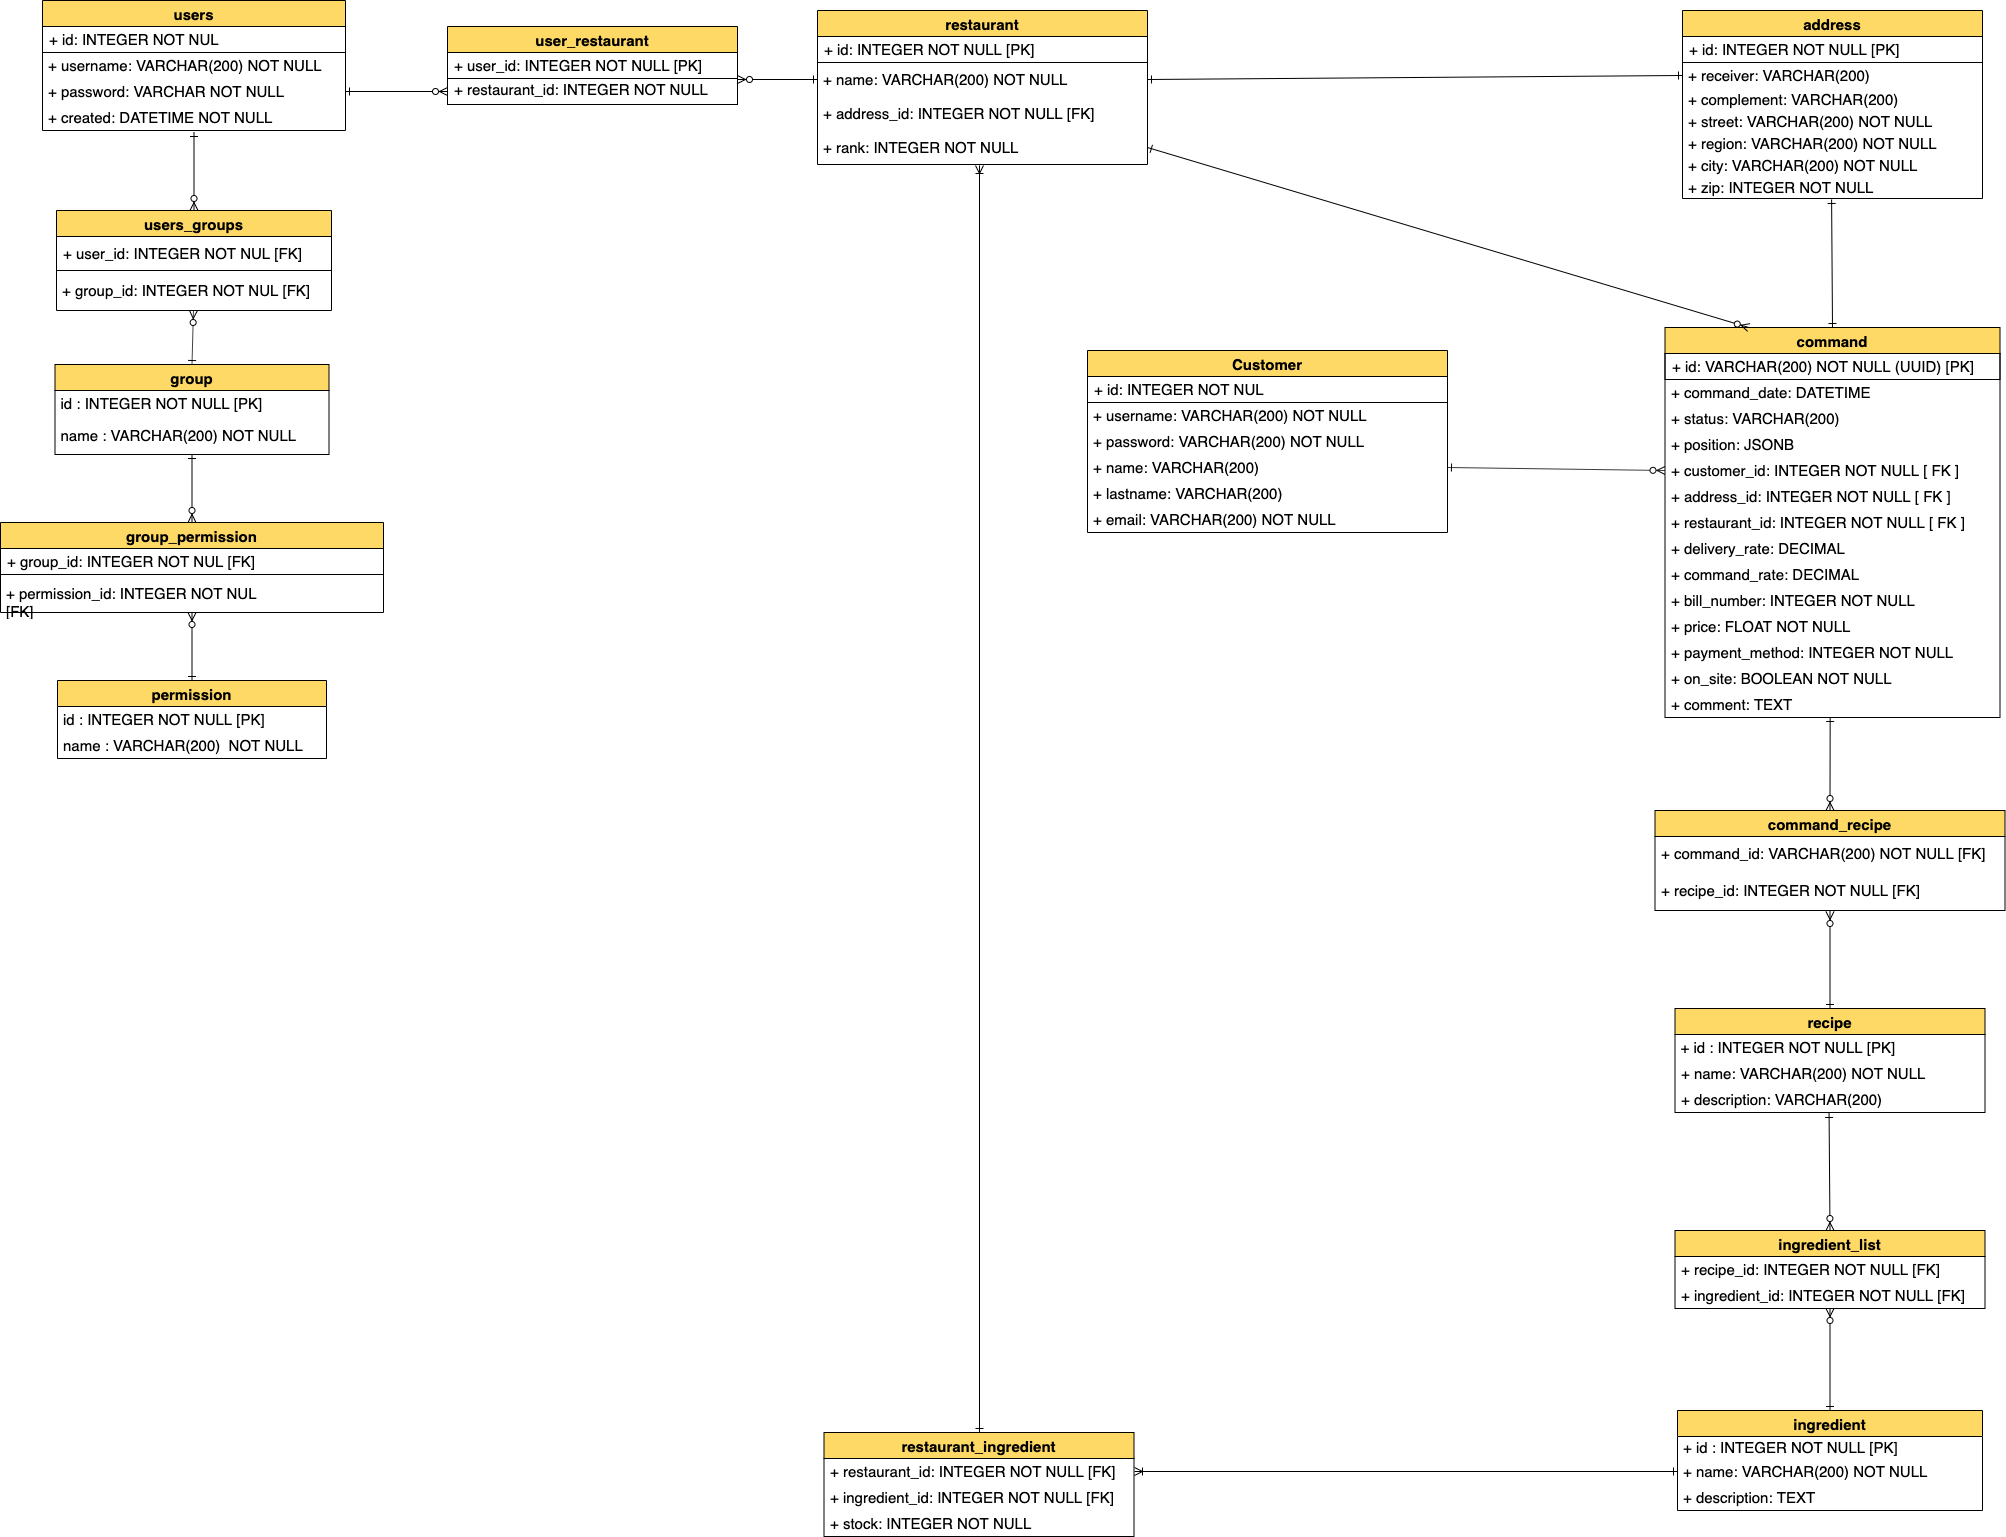 users
+ id: INTEGER NOT NUL
+ username: VARCHAR(200) NOT NULL
+ password: VARCHAR NOT NULL
+ created: DATETIME NOT NULL
user_restaurant
+ user_id: INTEGER NOT NULL [PK]
+ restaurant_id: INTEGER NOT NULL
restaurant
+ id: INTEGER NOT NULL [PK]
+ name: VARCHAR(200) NOT NULL
+ address_id: INTEGER NOT NULL [FK]
+ rank: INTEGER NOT NULL
address
+ id: INTEGER NOT NULL [PK]
+ receiver: VARCHAR(200)
+ complement: VARCHAR(200)
+ street: VARCHAR(200) NOT NULL
+ region: VARCHAR(200) NOT NULL
+ city: VARCHAR(200) NOT NULL
+ zip: INTEGER NOT NULL
users_groups
+ user_id: INTEGER NOT NUL [FK]
+ group_id: INTEGER NOT NUL [FK]
group
id : INTEGER NOT NULL [PK]
name : VARCHAR(200) NOT NULL
group_permission
+ group_id: INTEGER NOT NUL [FK]
+ permission_id: INTEGER NOT NUL
[FK]
permission
id : INTEGER NOT NULL [PK]
name : VARCHAR(200)  NOT NULL
Customer
+ id: INTEGER NOT NUL
+ username: VARCHAR(200) NOT NULL
+ password: VARCHAR(200) NOT NULL
+ name: VARCHAR(200)
+ lastname: VARCHAR(200)
+ email: VARCHAR(200) NOT NULL
command
+ id: VARCHAR(200) NOT NULL (UUID) [PK]
+ command_date: DATETIME
+ status: VARCHAR(200)
+ position: JSONB
+ customer_id: INTEGER NOT NULL [ FK ]
+ address_id: INTEGER NOT NULL [ FK ]
+ restaurant_id: INTEGER NOT NULL [ FK ]
+ delivery_rate: DECIMAL
+ command_rate: DECIMAL
+ bill_number: INTEGER NOT NULL
+ price: FLOAT NOT NULL
+ payment_method: INTEGER NOT NULL
+ on_site: BOOLEAN NOT NULL
+ comment: TEXT
command_recipe
+ command_id: VARCHAR(200) NOT NULL [FK]
+ recipe_id: INTEGER NOT NULL [FK]
recipe
+ id : INTEGER NOT NULL [PK]
+ name: VARCHAR(200) NOT NULL
+ description: VARCHAR(200)
ingredient_list
+ recipe_id: INTEGER NOT NULL [FK]
+ ingredient_id: INTEGER NOT NULL [FK]
restaurant_ingredient
+ restaurant_id: INTEGER NOT NULL [FK]
+ ingredient_id: INTEGER NOT NULL [FK]
+ stock: INTEGER NOT NULL
ingredient
+ id : INTEGER NOT NULL [PK]
+ name: VARCHAR(200) NOT NULL
+ description: TEXT